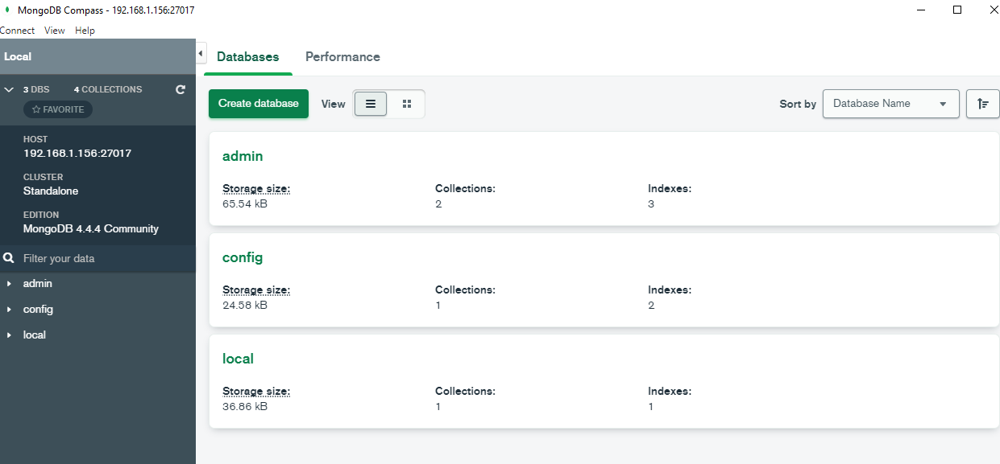 MongoDB Compass - 192.168.1.156:27017
Connect View Help
Local
3 DBS 4 COLLECTIONS
FAVORITE
HOST
192.168.1.156:27017
CLUSTER
Standalone
EDITION
MongoDB 4.4.4 Community
Filter your data
admin
config
local
Databases Performance
Create database View Sort by Database Name
admin
Storage size: Collections: Indexes:
65.54 kB 2 3
config
Storage size: Collections: Indexes:
24.58 kB 1 2
local
Storage size: Collections: Indexes:
36.86 kB 1 1